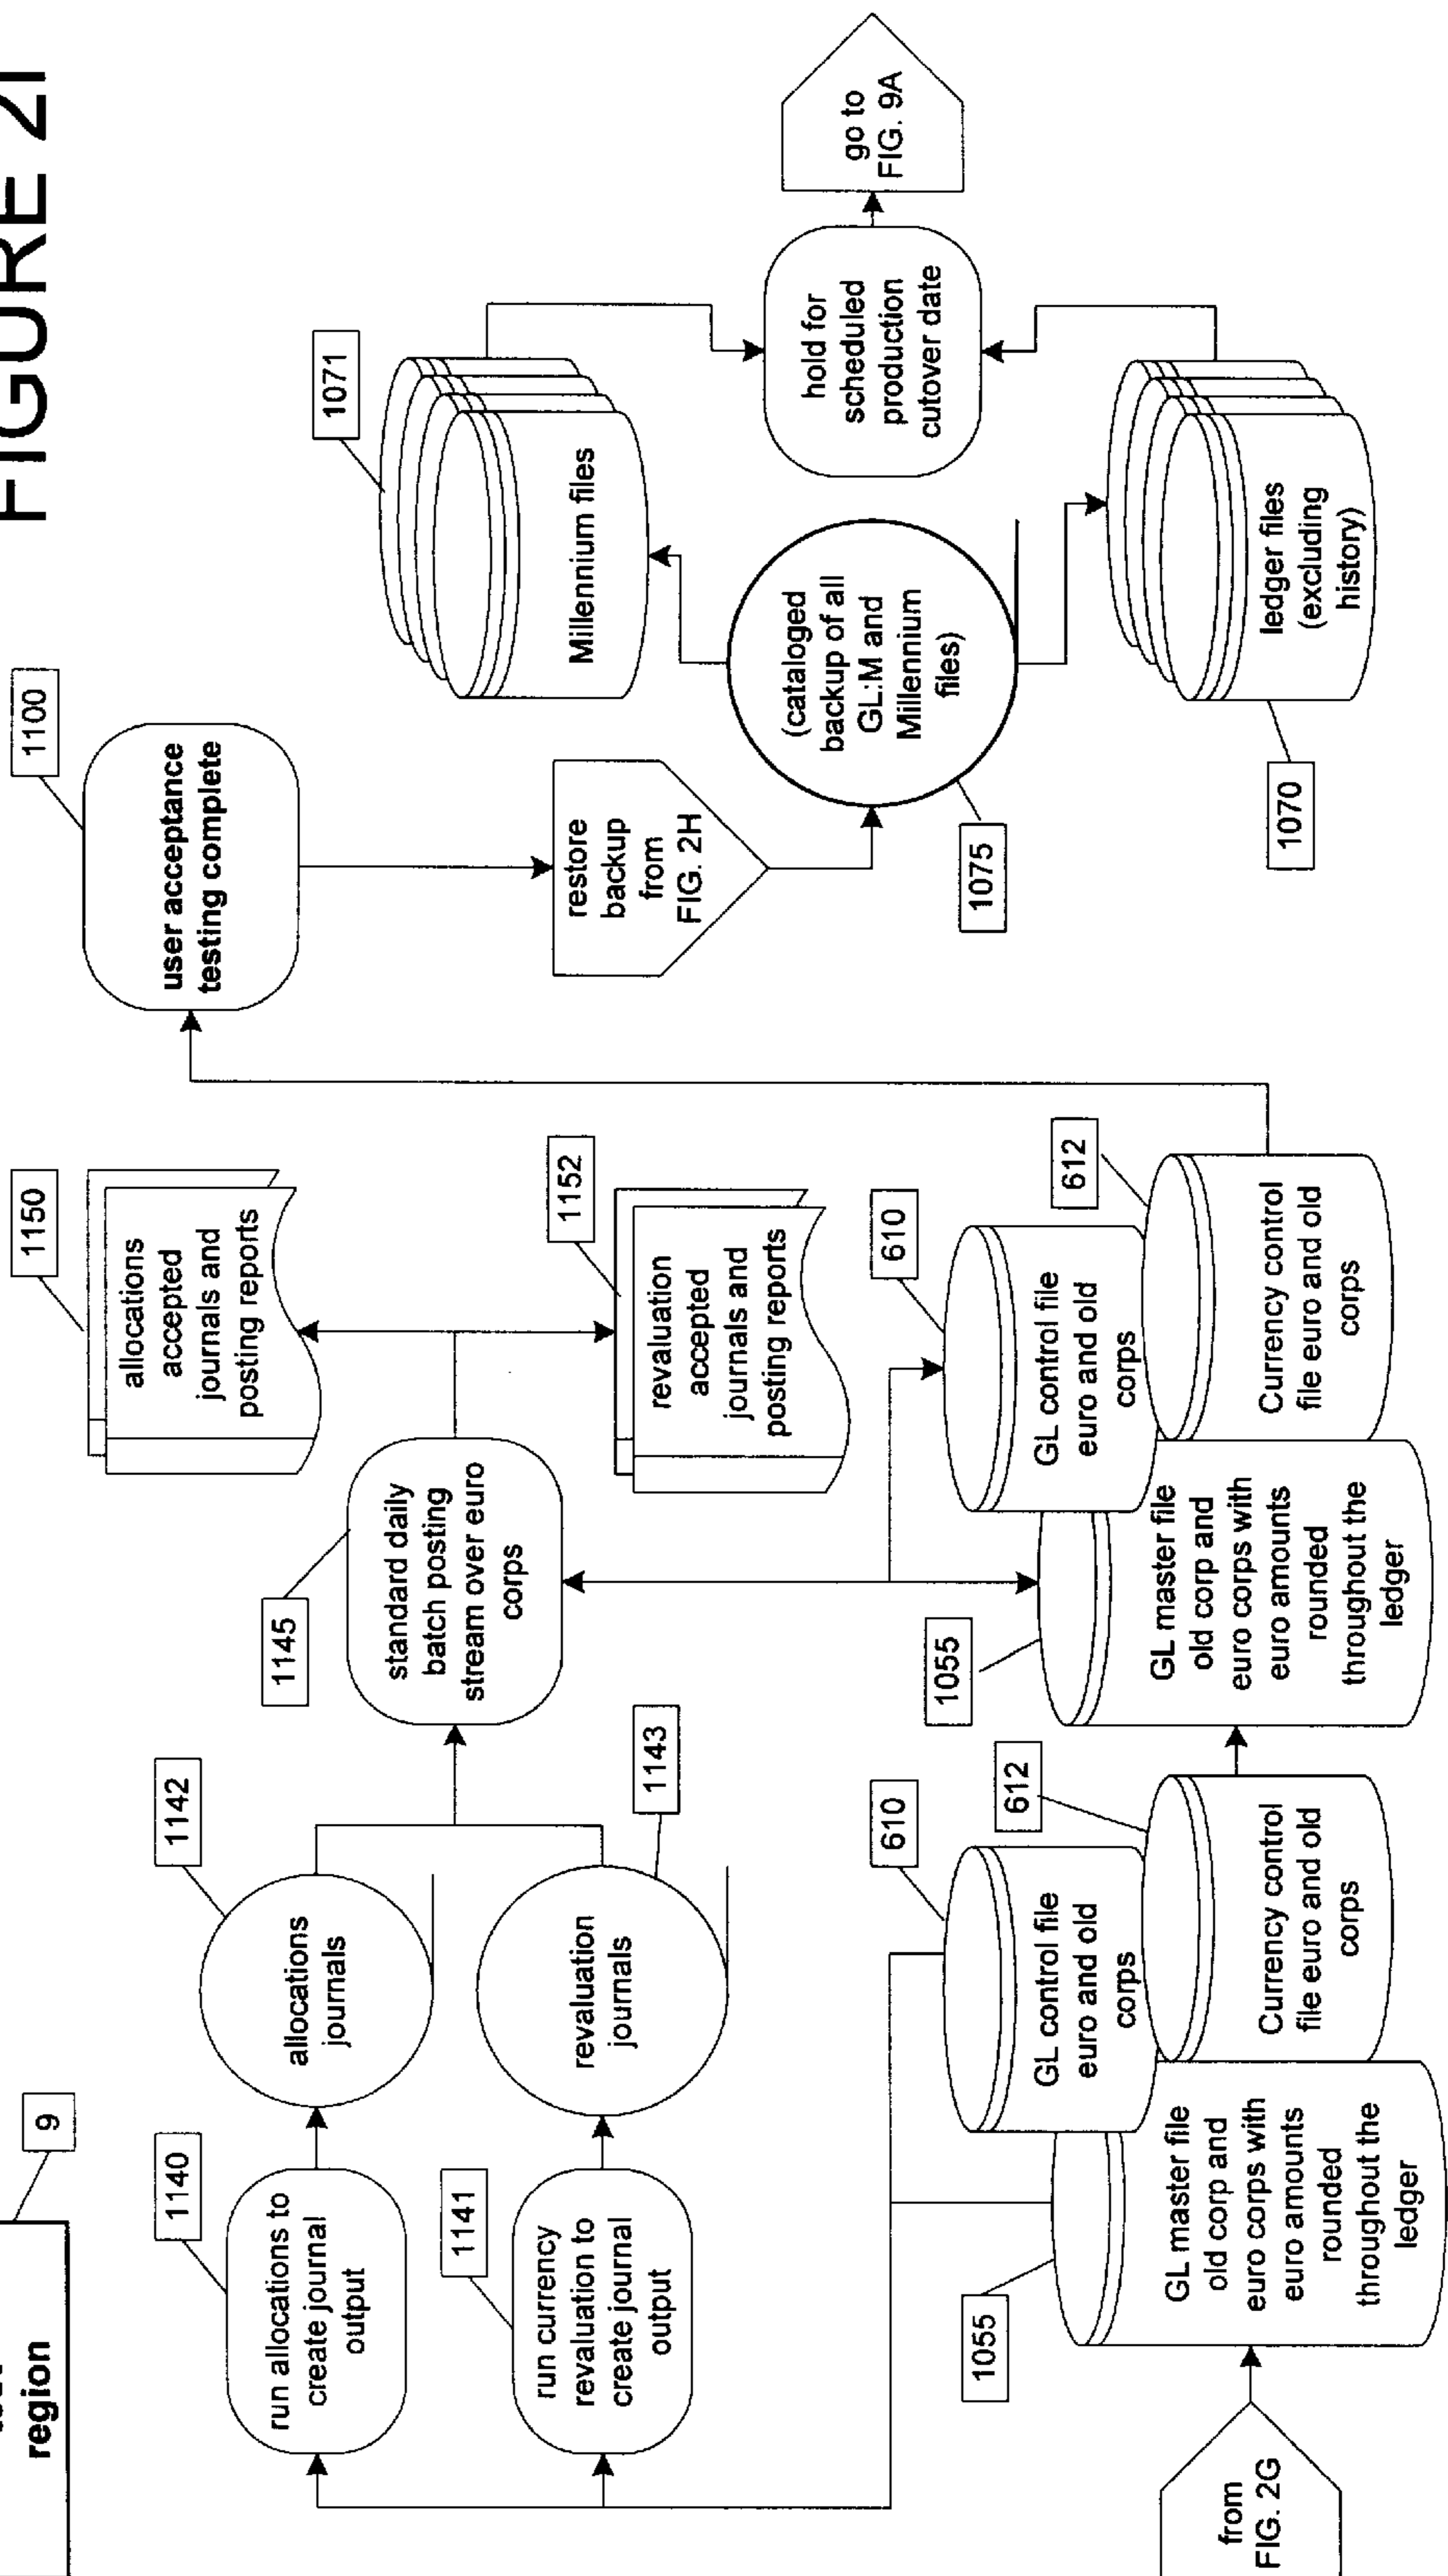 FIGURE 2I
region
9
1140
run allocations to
create journal
output
1142
allocations
journals
1141
run currency
revaluation to
create journal
output
1143
revaluation
journals
1145
standard daily
batch posting
stream over euro
corps
1150
allocations
accepted
journals and
posting reports
1152
revaluation
accepted
journals and
posting reports
from
FIG. 2G
1055
GL master file
old corp and
euro corps with
euro amounts
rounded
throughout the
ledger
610
GL control file
euro and old
corps
612
Currency control
file euro and old
corps
1055
GL master file
old corp and
euro corps with
euro amounts
rounded
throughout the
ledger
610
GL control file
euro and old
corps
612
Currency control
file euro and old
corps
1100
user acceptance
testing complete
restore
backup
from
FIG. 2H
1075
(cataloged
backup of all
GL:M and
Millennium
files)
1071
Millennium files
1070
ledger files
(excluding
history)
hold for
scheduled
production
cutover date
go to
FIG. 9A